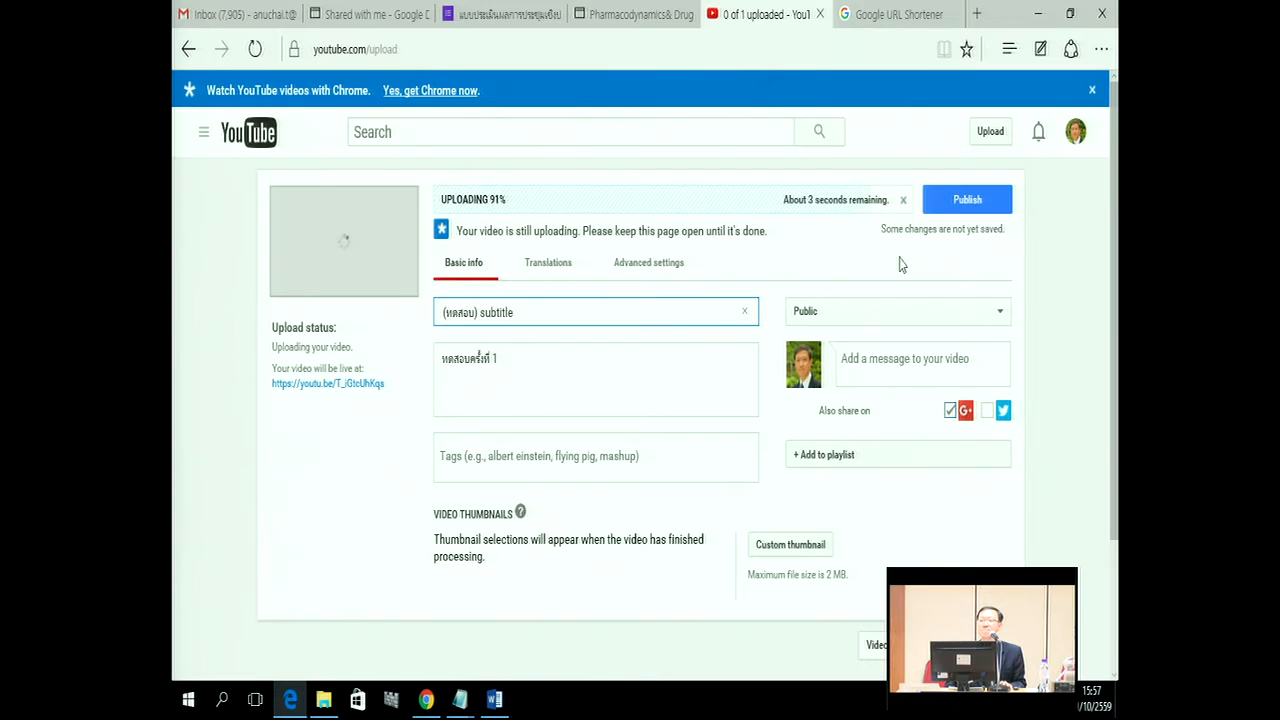 Inbox (7,905) - anuchai.t@
Shared with me - Google D
แบบประเมินผลการประชุมเชิงป
Pharmacodynamics& Drug
0 of 1 uploaded - YouT
Google URL Shortener
youtube.com/upload
Watch YouTube videos with Chrome. Yes, get Chrome now.
YouTube
Search
Upload
UPLOADING 91%
About 3 seconds remaining.
Publish
Your video is still uploading. Please keep this page open until it's done.
Some changes are not yet saved.
Basic info
Translations
Advanced settings
(ทดสอบ) subtitle
Public
Upload status:
Uploading your video.
Your video will be live at:
https://youtu.be/T_iGtcUhKqs
ทดสอบครั้งที่ 1
Add a message to your video
Also share on
G+
Tags (e.g., albert einstein, flying pig, mashup)
+ Add to playlist
VIDEO THUMBNAILS ?
Thumbnail selections will appear when the video has finished
processing.
Custom thumbnail
Maximum file size is 2 MB.
Video
15:57
/10/2559